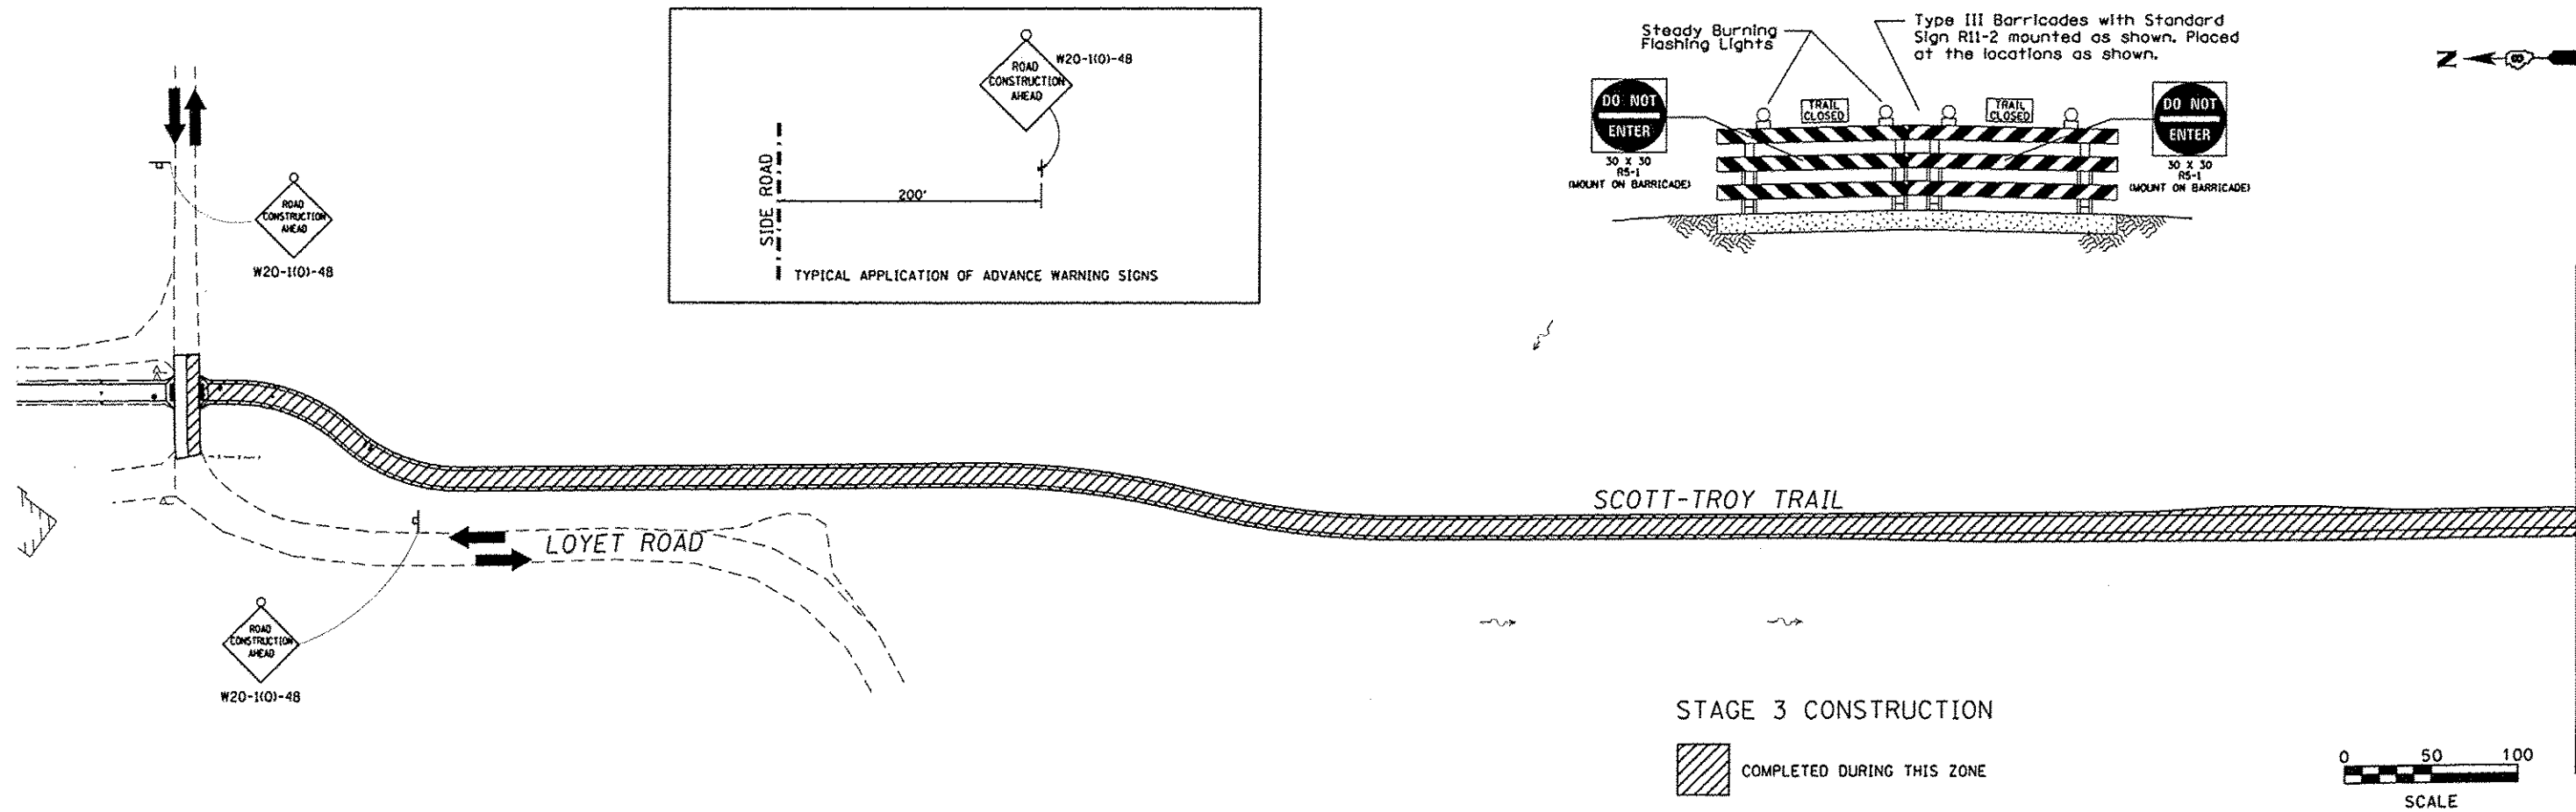 ROAD
CONSTRUCTION
AHEAD
W20-1(0)-48
SIDE ROAD
200'
TYPICAL APPLICATION OF ADVANCE WARNING SIGNS
Steady Burning
Flashing Lights
Type III Barricades with Standard
Sign R11-2 mounted as shown. Placed
at the locations as shown.
DO NOT
ENTER
30 X 30
R5-1
(MOUNT ON BARRICADE)
TRAIL
CLOSED
TRAIL
CLOSED
DO NOT
ENTER
30 X 30
R5-1
(MOUNT ON BARRICADE)
N
ROAD
CONSTRUCTION
AHEAD
W20-1(0)-48
SCOTT-TROY TRAIL
LOYET ROAD
ROAD
CONSTRUCTION
AHEAD
W20-1(0)-48
STAGE 3 CONSTRUCTION
COMPLETED DURING THIS ZONE
0 50 100
SCALE